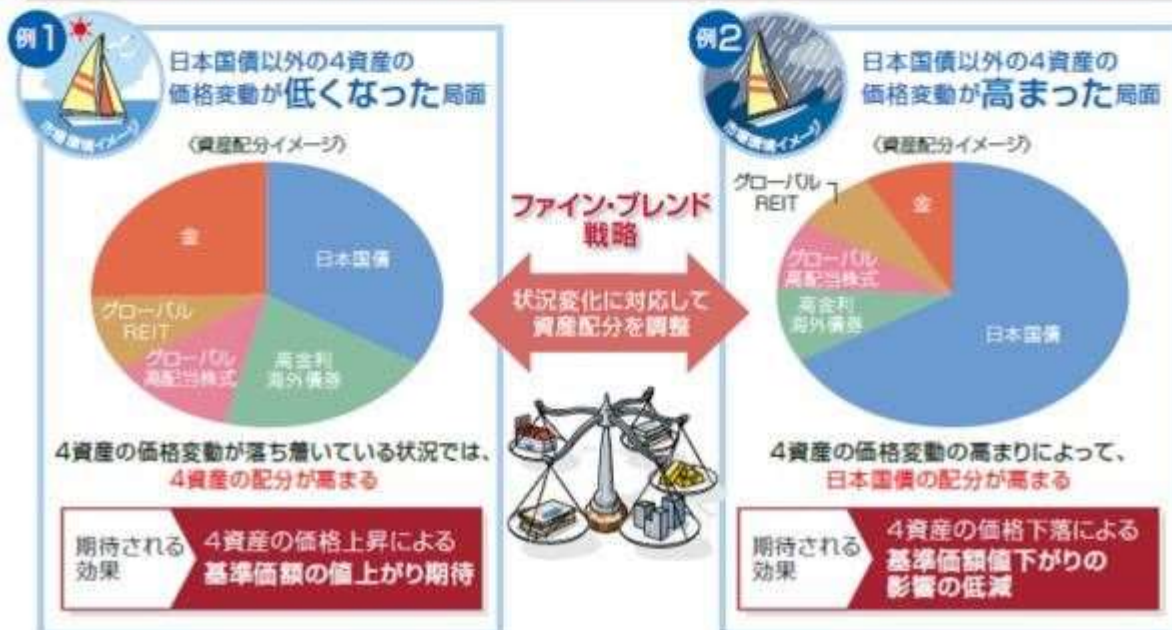 例1
日本国債以外の4資産の
価格変動が低くなった局面
市場環境イメージ
〈資産配分イメージ〉
金
日本国債
グローバル
REIT
グローバル
高配当株式
高金利
海外債券
4資産の価格変動が落ち着いている状況では、
4資産の配分が高まる
期待される
効果
4資産の価格上昇による
基準価額の値上がり期待
ファイン・ブレンド
戦略
状況変化に対応して
資産配分を調整
例2
日本国債以外の4資産の
価格変動が高まった局面
市場環境イメージ
〈資産配分イメージ〉
グローバル
REIT
金
グローバル
高配当株式
高金利
海外債券
日本国債
4資産の価格変動の高まりによって、
日本国債の配分が高まる
期待される
効果
4資産の価格下落による
基準価額値下がりの
影響の低減